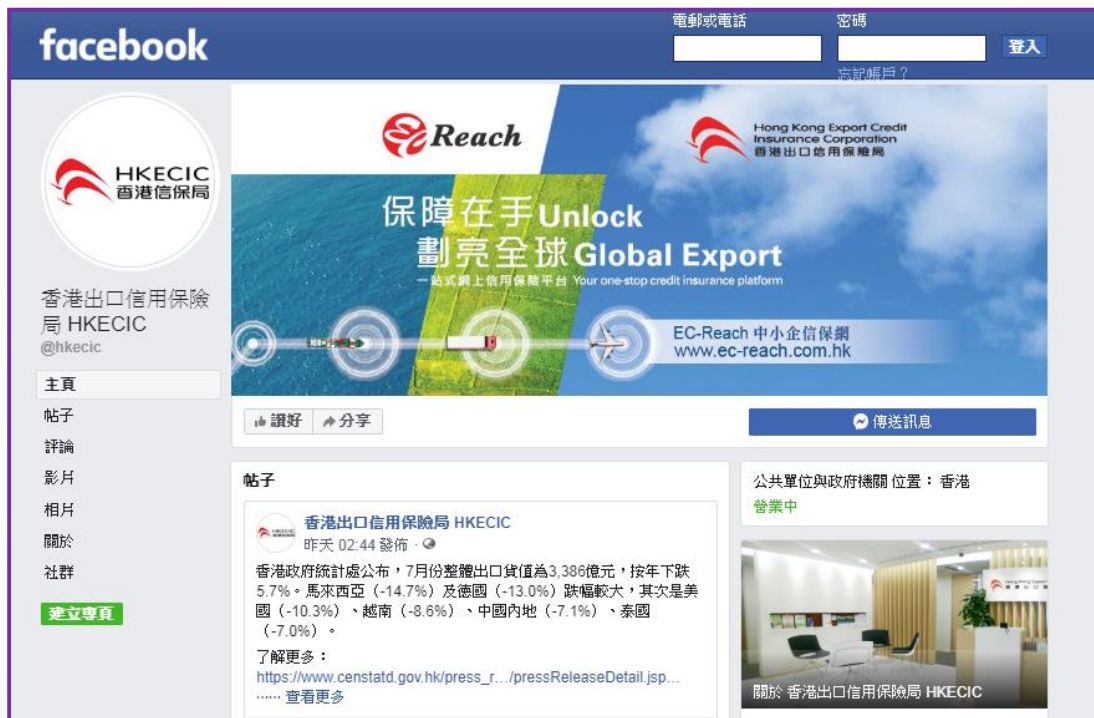 facebook
電郵或電話
密碼
登入
忘記帳戶？
HKECIC
香港信保局
Reach
Hong Kong Export Credit
Insurance Corporation
香港出口信用保險局
保障在手Unlock
劃亮全球Global Export
一站式網上信用保險平台 Your one-stop credit insurance platform
EC-Reach 中小企信保網
www.ec-reach.com.hk
香港出口信用保險
局 HKECIC
@hkecic
主頁
帖子
評論
影片
相片
關於
社群
建立專頁
讚好
分享
傳送訊息
帖子
香港出口信用保險局 HKECIC
昨天 02:44 發佈 ·
香港政府統計處公布，7月份整體出口貨值為3,386億元，按年下跌
5.7%。馬來西亞（-14.7%）及德國（-13.0%）跌幅較大，其次是美
國（-10.3%）、越南（-8.6%）、中國內地（-7.1%）、泰國
（-7.0%）。
了解更多：
https://www.censtatd.gov.hk/press_r.../pressReleaseDetail.jsp...
…… 查看更多
公共單位與政府機關位置：香港
營業中
關於 香港出口信用保險局 HKECIC